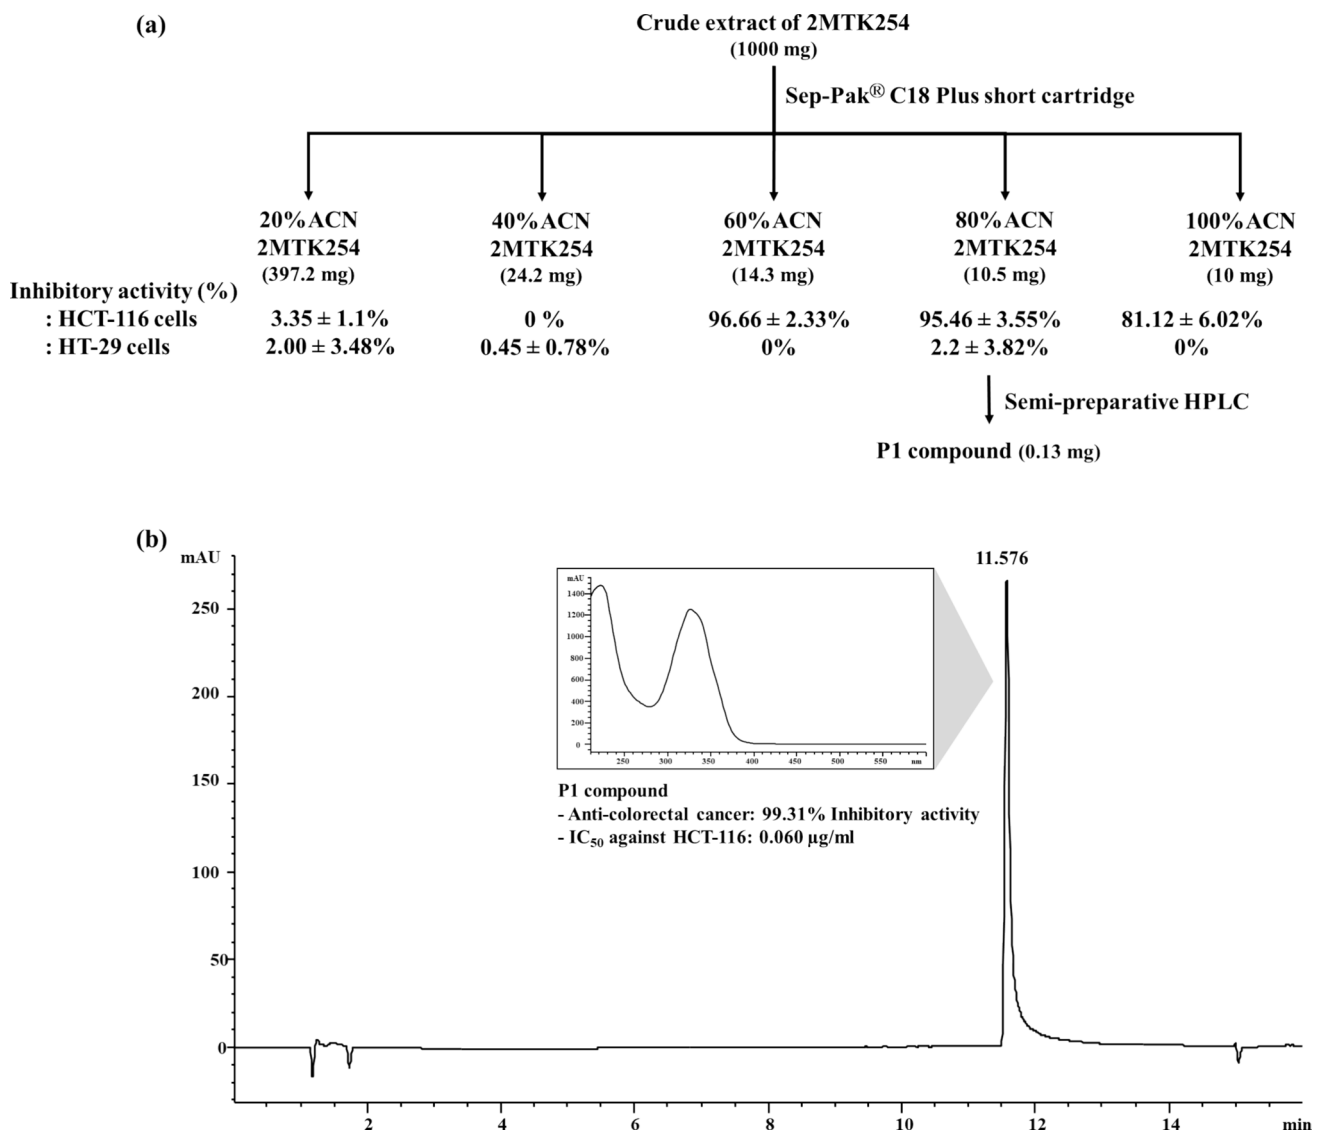 (a)
Crude extract of 2MTK254
(1000 mg)
Sep-Pak® C18 Plus short cartridge
20% ACN 40% ACN 60% ACN 80% ACN 100% ACN
2MTK254 2MTK254 2MTK254 2MTK254 2MTK254
(397.2 mg) (24.2 mg) (14.3 mg) (10.5 mg) (10 mg)
Inhibitory activity (%)
: HCT-116 cells 3.35 ± 1.1% 0 % 96.66 ± 2.33% 95.46 ± 3.55% 81.12 ± 6.02%
: HT-29 cells 2.00 ± 3.48% 0.45 ± 0.78% 0% 2.2 ± 3.82% 0%
Semi-preparative HPLC
P1 compound (0.13 mg)
(b)
mAU
11.576
250
200
150
100
50
0
mAU
1400
1200
1000
800
600
400
200
0
250 300 350 400 450 500 550 nm
P1 compound
- Anti-colorectal cancer: 99.31% Inhibitory activity
- IC50 against HCT-116: 0.060 µg/ml
2 4 6 8 10 12 14 min